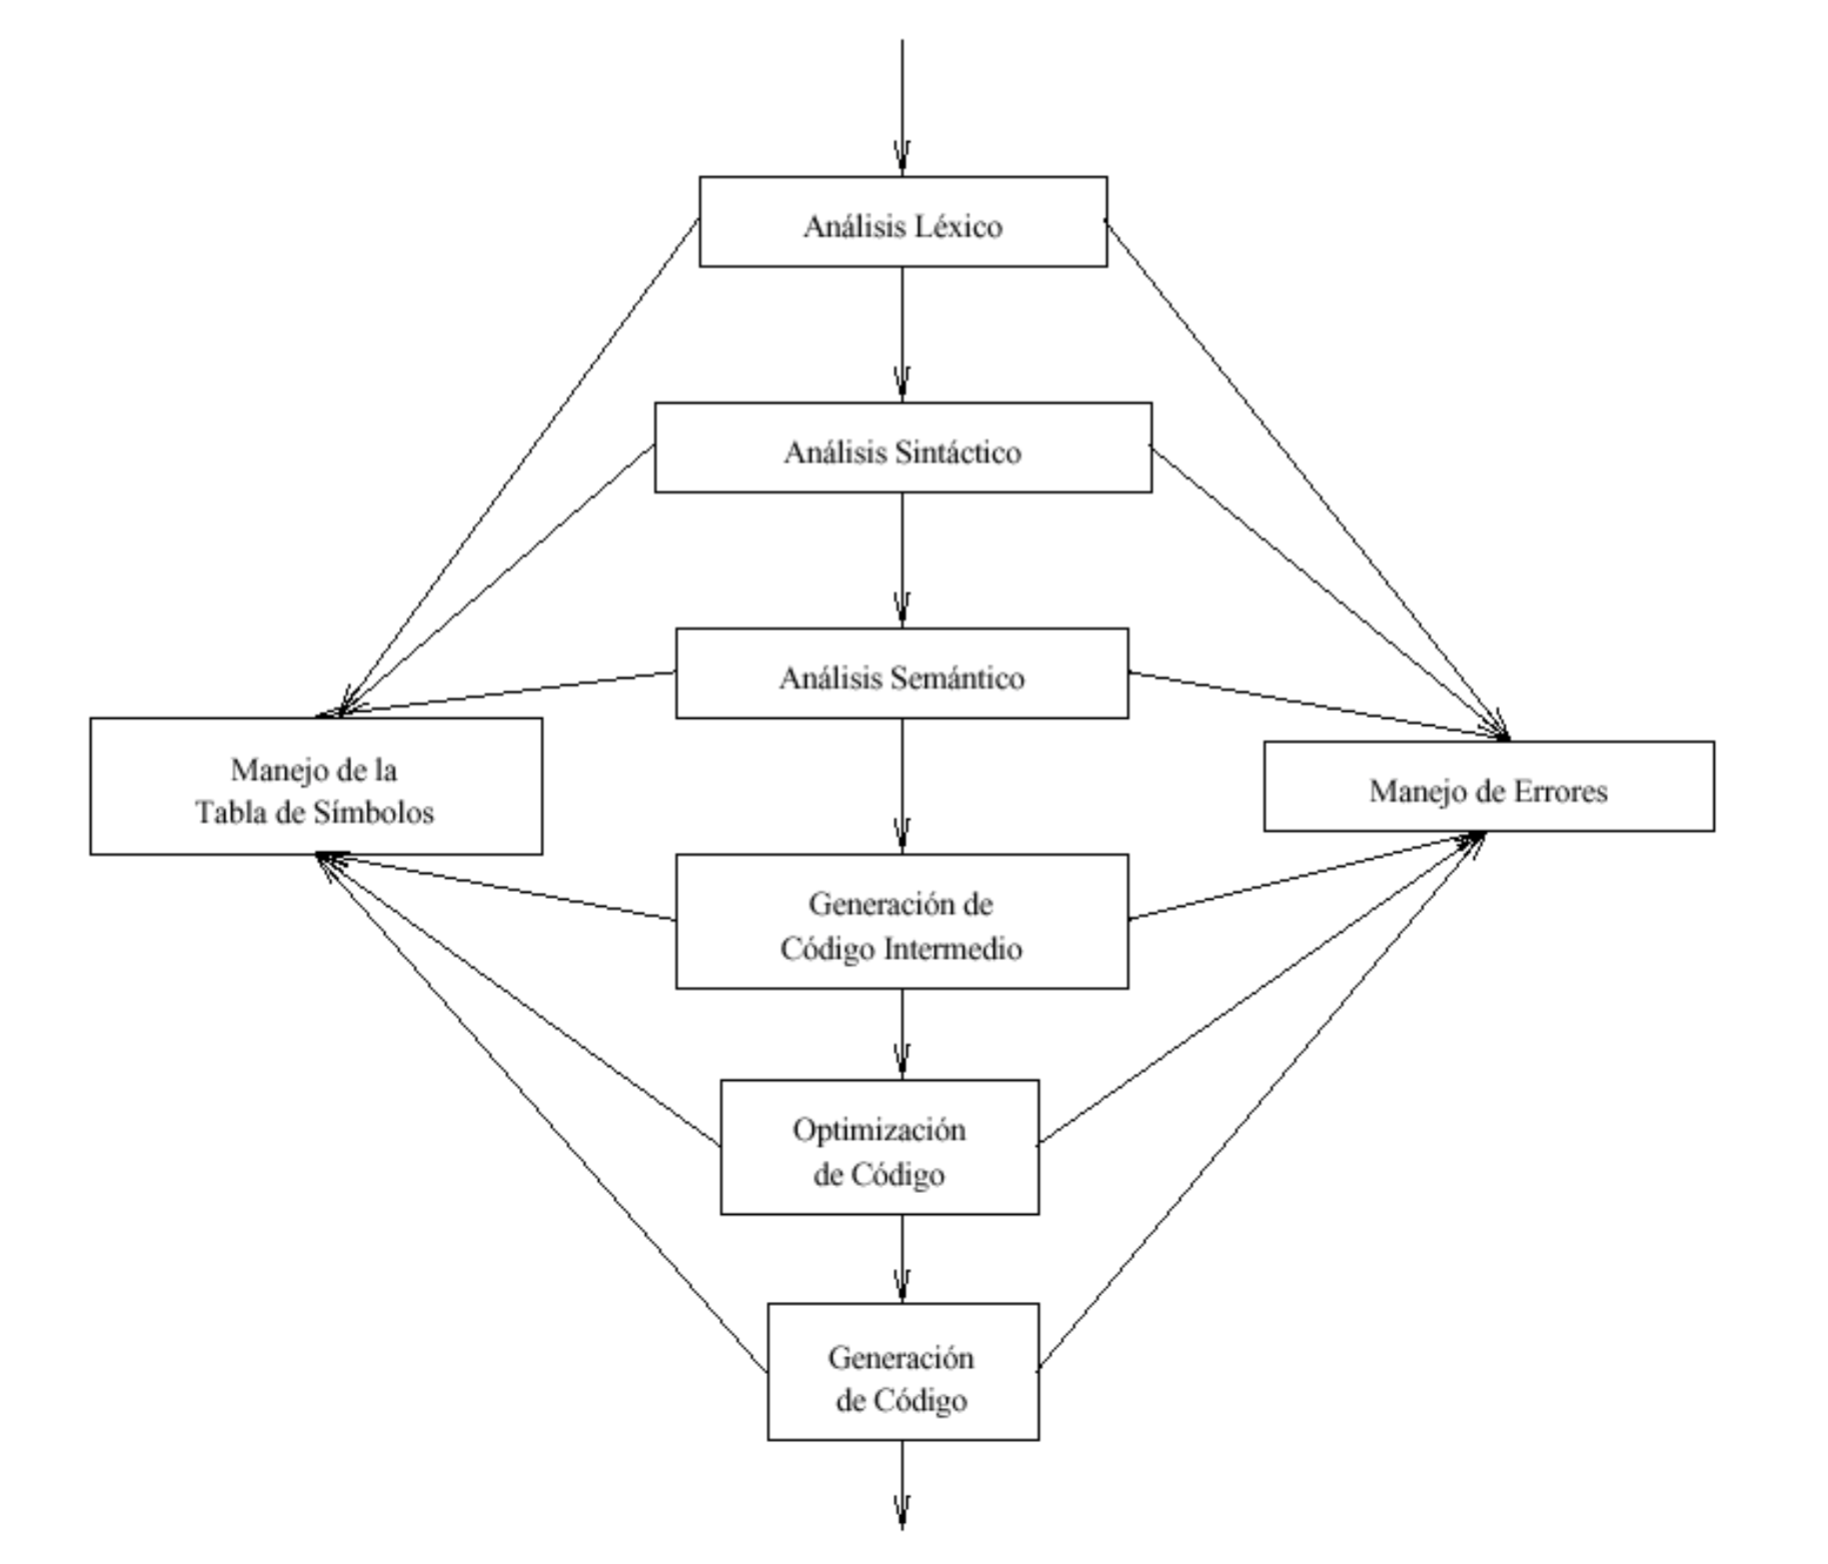 Análisis Léxico
Análisis Sintáctico
Análisis Semántico
Manejo de la
Tabla de Símbolos
Manejo de Errores
Generación de
Código Intermedio
Optimización
de Código
Generación
de Código